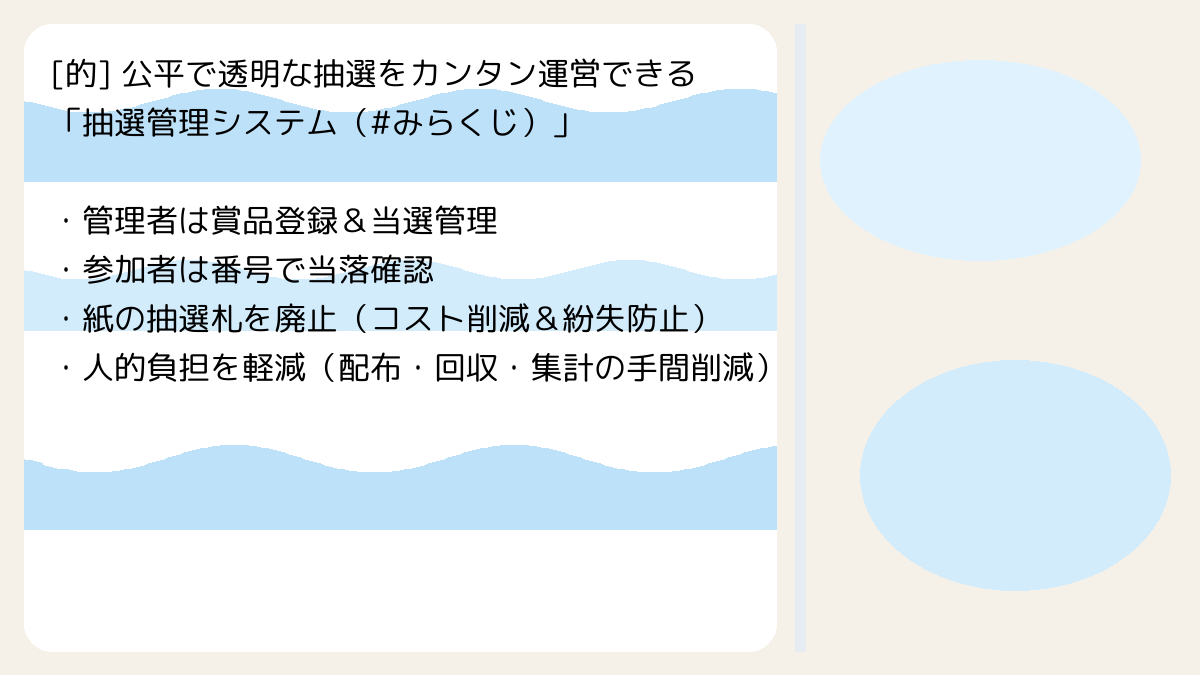 [的] 公平で透明な抽選をカンタン運営できる
「抽選管理システム（#みらくじ）」
・管理者は賞品登録＆当選管理
・参加者は番号で当落確認
・紙の抽選札を廃止（コスト削減＆紛失防止）
・人的負担を軽減（配布・回収・集計の手間削減）